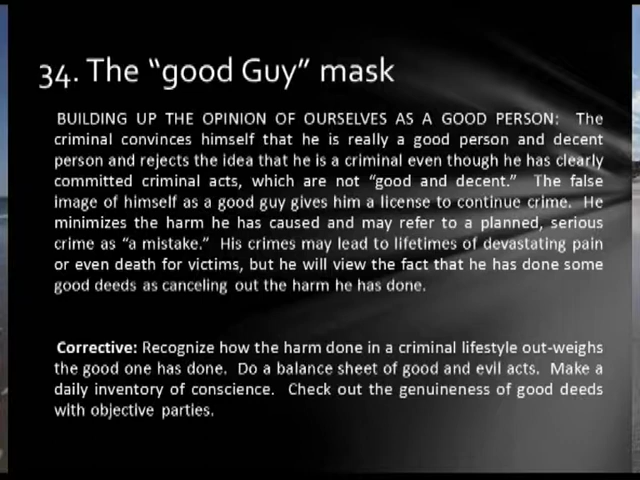 34. The “good Guy” mask
BUILDING UP THE OPINION OF OURSELVES AS A GOOD PERSON: The
criminal convinces himself that he is really a good person and decent
person and rejects the idea that he is a criminal even though he has clearly
committed criminal acts, which are not “good and decent.” The false
image of himself as a good guy gives him a license to continue crime. He
minimizes the harm he has caused and may refer to a planned, serious
crime as “a mistake.” His crimes may lead to lifetimes of devastating pain
or even death for victims, but he will view the fact that he has done some
good deeds as canceling out the harm he has done.
Corrective: Recognize how the harm done in a criminal lifestyle out-weighs
the good one has done. Do a balance sheet of good and evil acts. Make a
daily inventory of conscience. Check out the genuineness of good deeds
with objective parties.